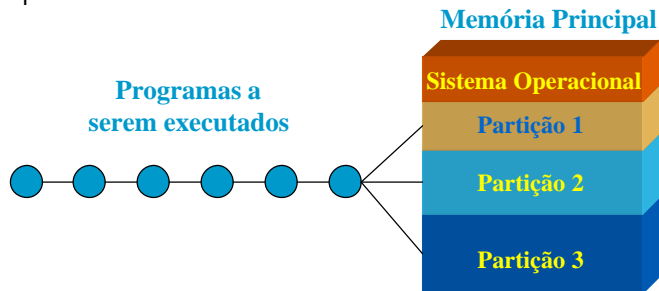 Memória Principal
Sistema Operacional
Programas a
serem executados
Partição 1
Partição 2
Partição 3